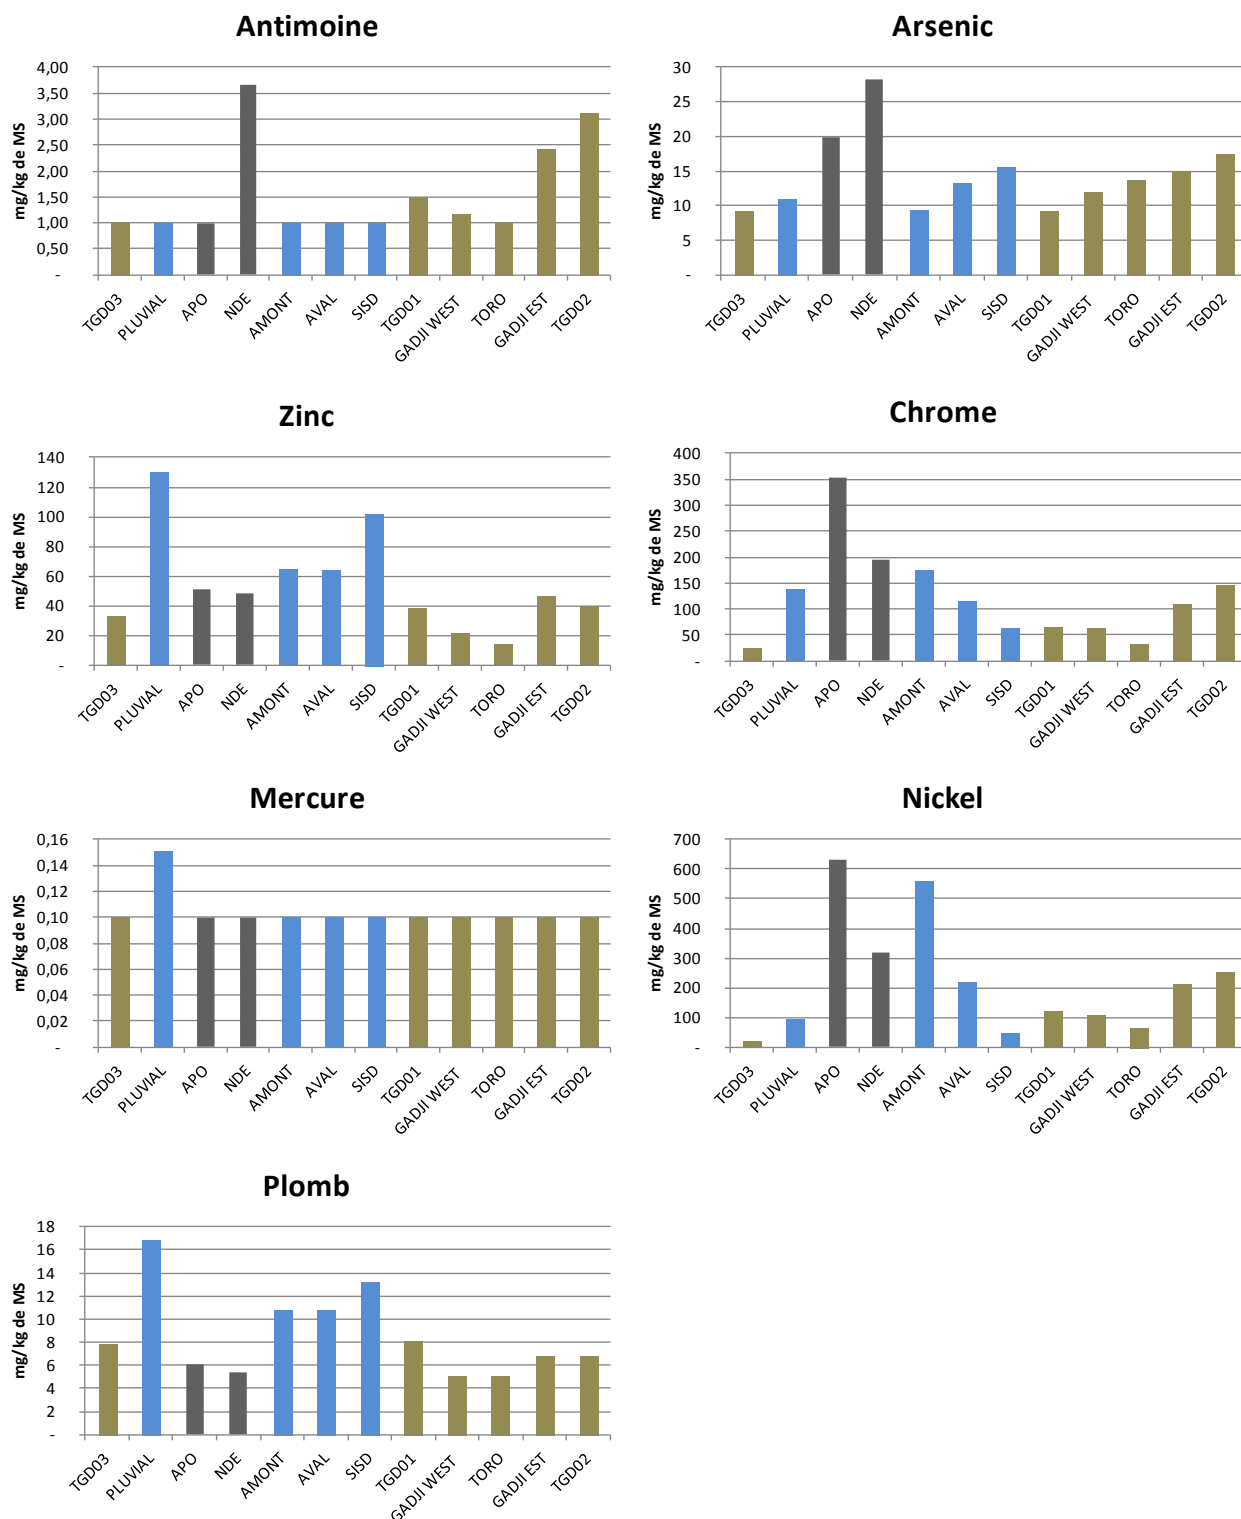 Antimoine
mg/kg de MS
4,00
3,50
3,00
2,50
2,00
1,50
1,00
0,50
-
TGD03
PLUVIAL
APO
NDE
AMONT
AVAL
SISD
TGD01
GADJI WEST
TORO
GADJI EST
TGD02
Arsenic
mg/kg de MS
30
25
20
15
10
5
-
TGD03
PLUVIAL
APO
NDE
AMONT
AVAL
SISD
TGD01
GADJI WEST
TORO
GADJI EST
TGD02
Zinc
mg/kg de MS
140
120
100
80
60
40
20
-
TGD03
PLUVIAL
APO
NDE
AMONT
AVAL
SISD
TGD01
GADJI WEST
TORO
GADJI EST
TGD02
Chrome
mg/kg de MS
400
350
300
250
200
150
100
50
-
TGD03
PLUVIAL
APO
NDE
AMONT
AVAL
SISD
TGD01
GADJI WEST
TORO
GADJI EST
TGD02
Mercure
mg/kg de MS
0,16
0,14
0,12
0,10
0,08
0,06
0,04
0,02
-
TGD03
PLUVIAL
APO
NDE
AMONT
AVAL
SISD
TGD01
GADJI WEST
TORO
GADJI EST
TGD02
Nickel
mg/kg de MS
700
600
500
400
300
200
100
-
TGD03
PLUVIAL
APO
NDE
AMONT
AVAL
SISD
TGD01
GADJI WEST
TORO
GADJI EST
TGD02
Plomb
mg/kg de MS
18
16
14
12
10
8
6
4
2
-
TGD03
PLUVIAL
APO
NDE
AMONT
AVAL
SISD
TGD01
GADJI WEST
TORO
GADJI EST
TGD02